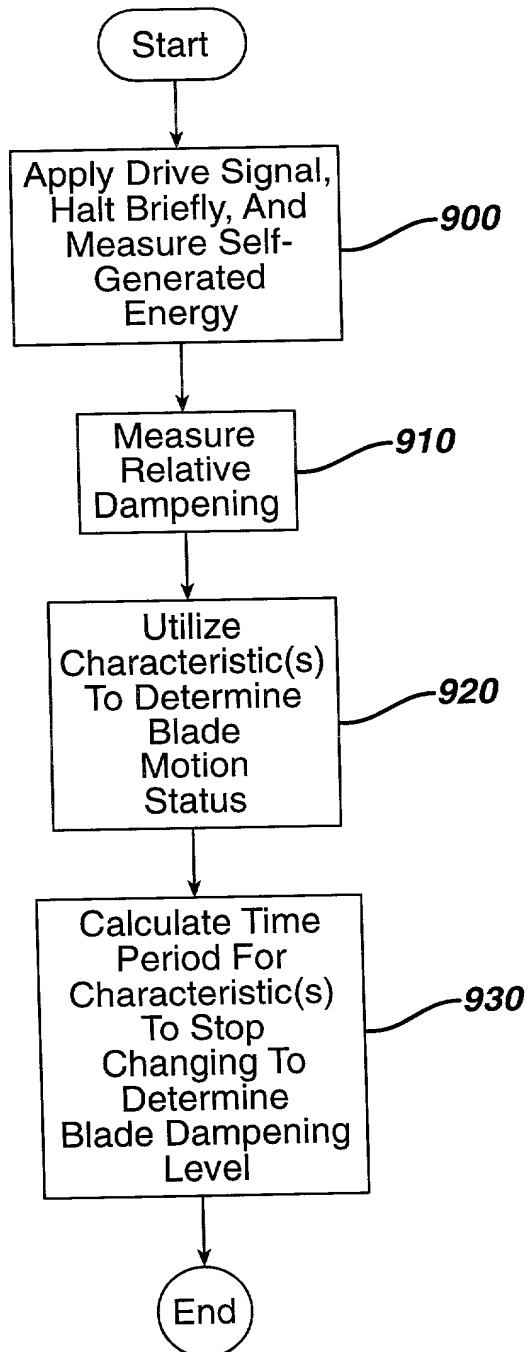 Start
Apply Drive Signal,
Halt Briefly, And
Measure Self-
Generated
Energy
900
Measure
Relative
Dampening
910
Utilize
Characteristic(s)
To Determine
Blade
Motion
Status
920
Calculate Time
Period For
Characteristic(s)
To Stop
Changing To
Determine
Blade Dampening
Level
930
End